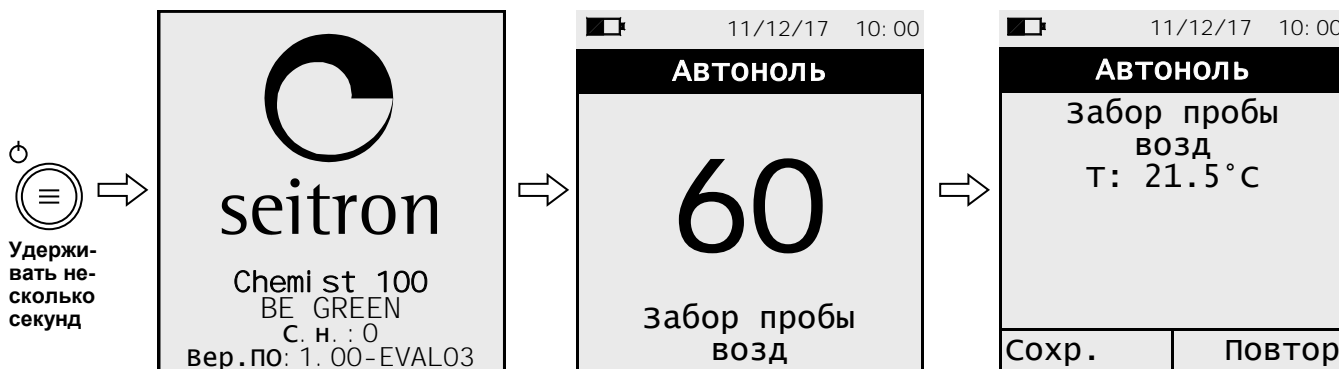 Удержи-
вать не-
сколько
секунд
seitron
Chemist 100
BE GREEN
С.Н.:0
Вер.ПО: 1.00-EVAL03
11/12/17 10:00
Автоноль
60
Забор пробы
возд
11/12/17 10:00
Автоноль
Забор пробы
возд
Т: 21.5°C
Сохр. Повтор